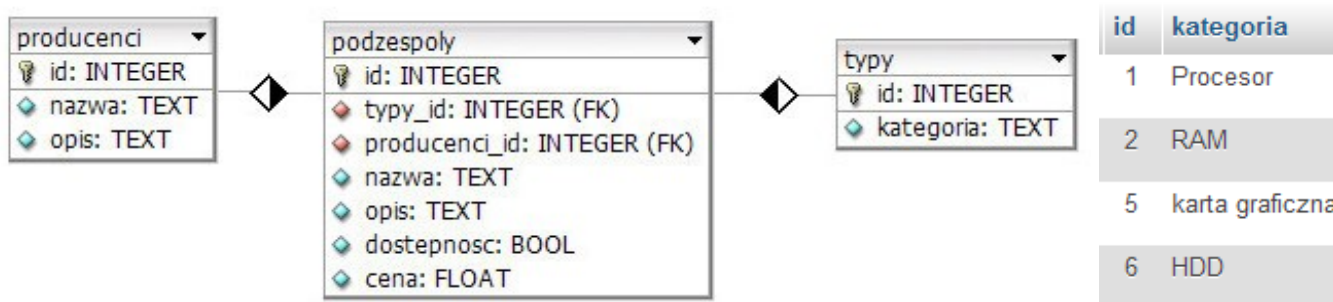 producenci
id: INTEGER
nazwa: TEXT
opis: TEXT
podzespoly
id: INTEGER
typy_id: INTEGER (FK)
producenci_id: INTEGER (FK)
nazwa: TEXT
opis: TEXT
dostepnosc: BOOL
cena: FLOAT
typy
id: INTEGER
kategoria: TEXT
id kategoria
1 Procesor
2 RAM
5 karta graficzna
6 HDD